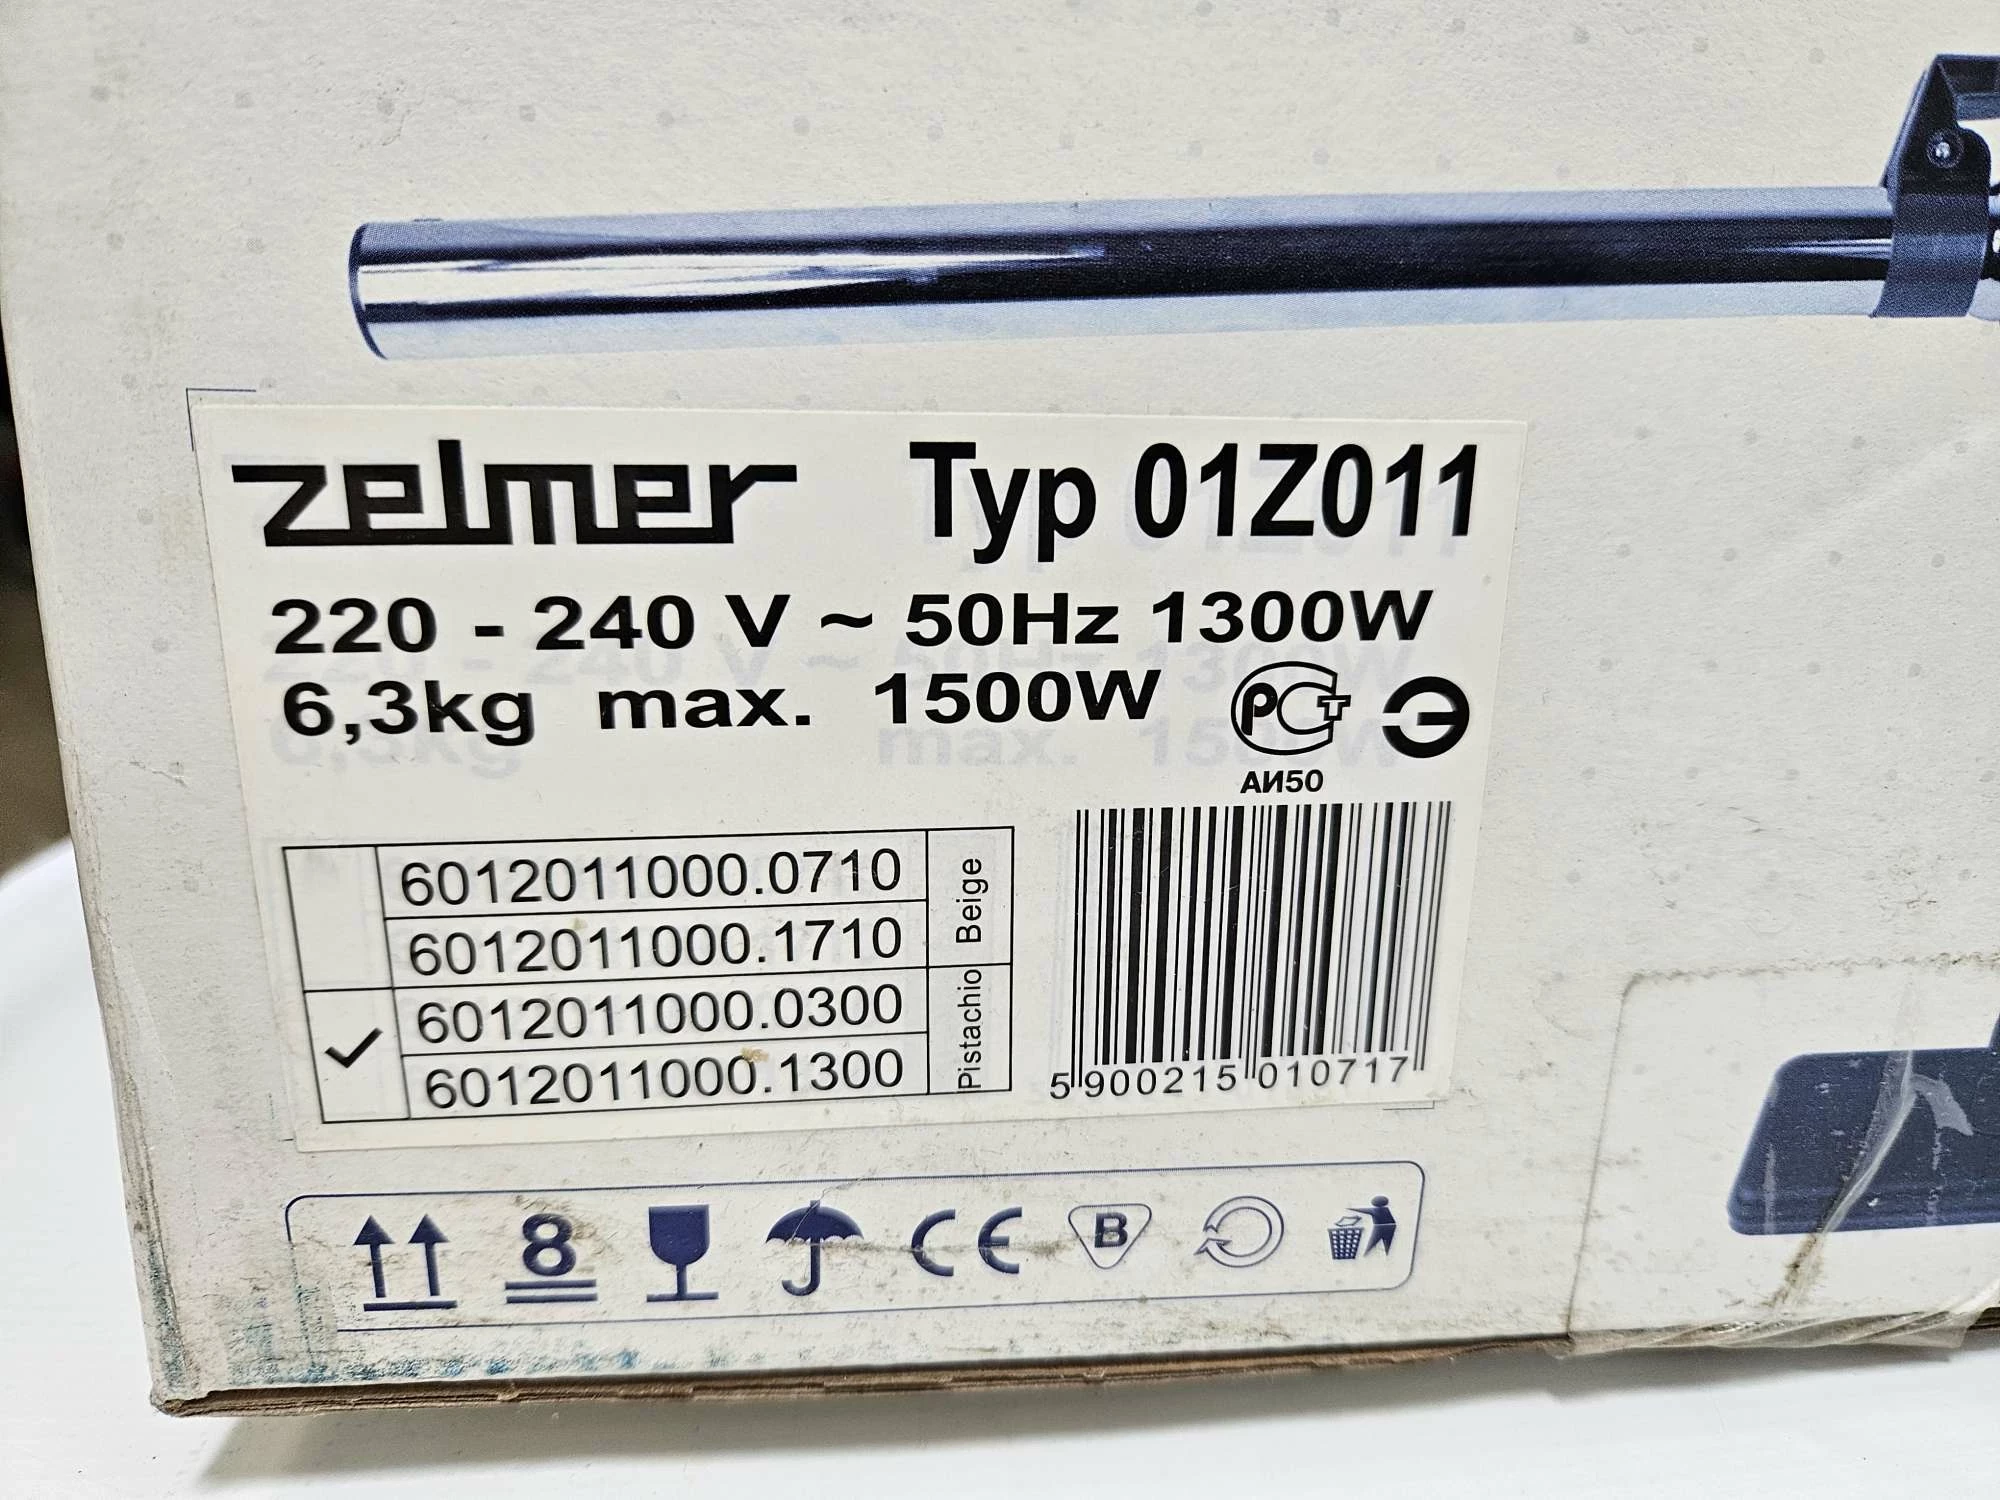 zelmer Typ 01Z011
220 - 240 V ~ 50Hz 1300W
6,3kg max. 1500W
PCT
АИ50
6012011000.0710
6012011000.1710
Beige
6012011000.0300
6012011000.1300
Pistachio
5 900215 010717
8
CE
B